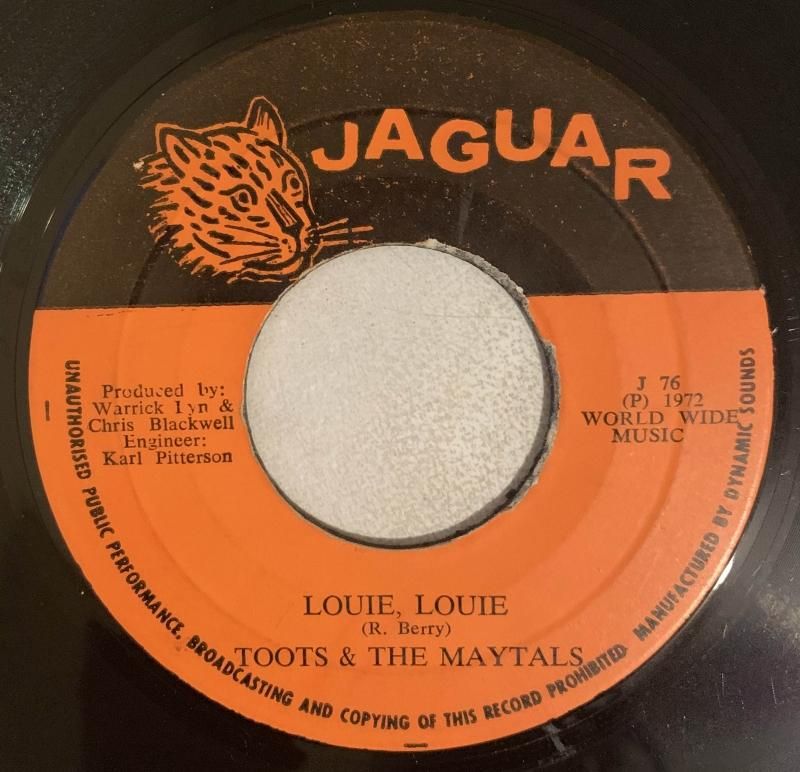 JAGUAR
Produced by:
Warrick Lyn &
Chris Blackwell
Engineer:
Karl Pitterson
J 76
(P) 1972
WORLD WIDE
MUSIC
LOUIE, LOUIE
(R. Berry)
TOOTS & THE MAYTALS
UNAUTHORISED PUBLIC PERFORMANCE, BROADCASTING AND COPYING OF THIS RECORD PROHIBITED MANUFACTURED BY DYNAMIC SOUNDS